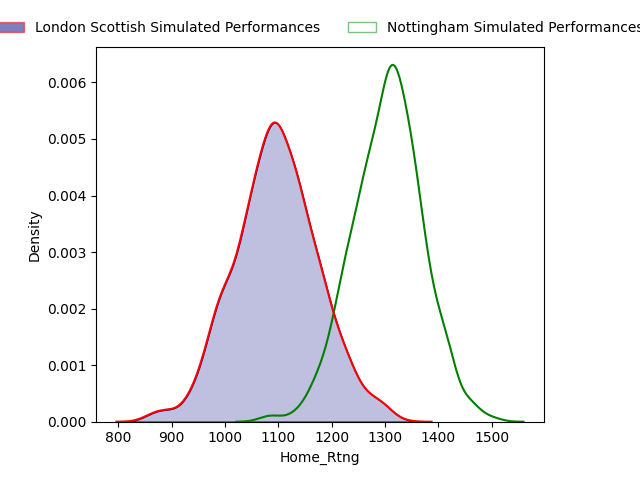 London Scottish Simulated Performances
Nottingham Simulated Performances
0.006
0.005
0.004
0.003
0.002
0.001
0.000
Density
800 900 1000 1100 1200 1300 1400 1500
Home_Rtng